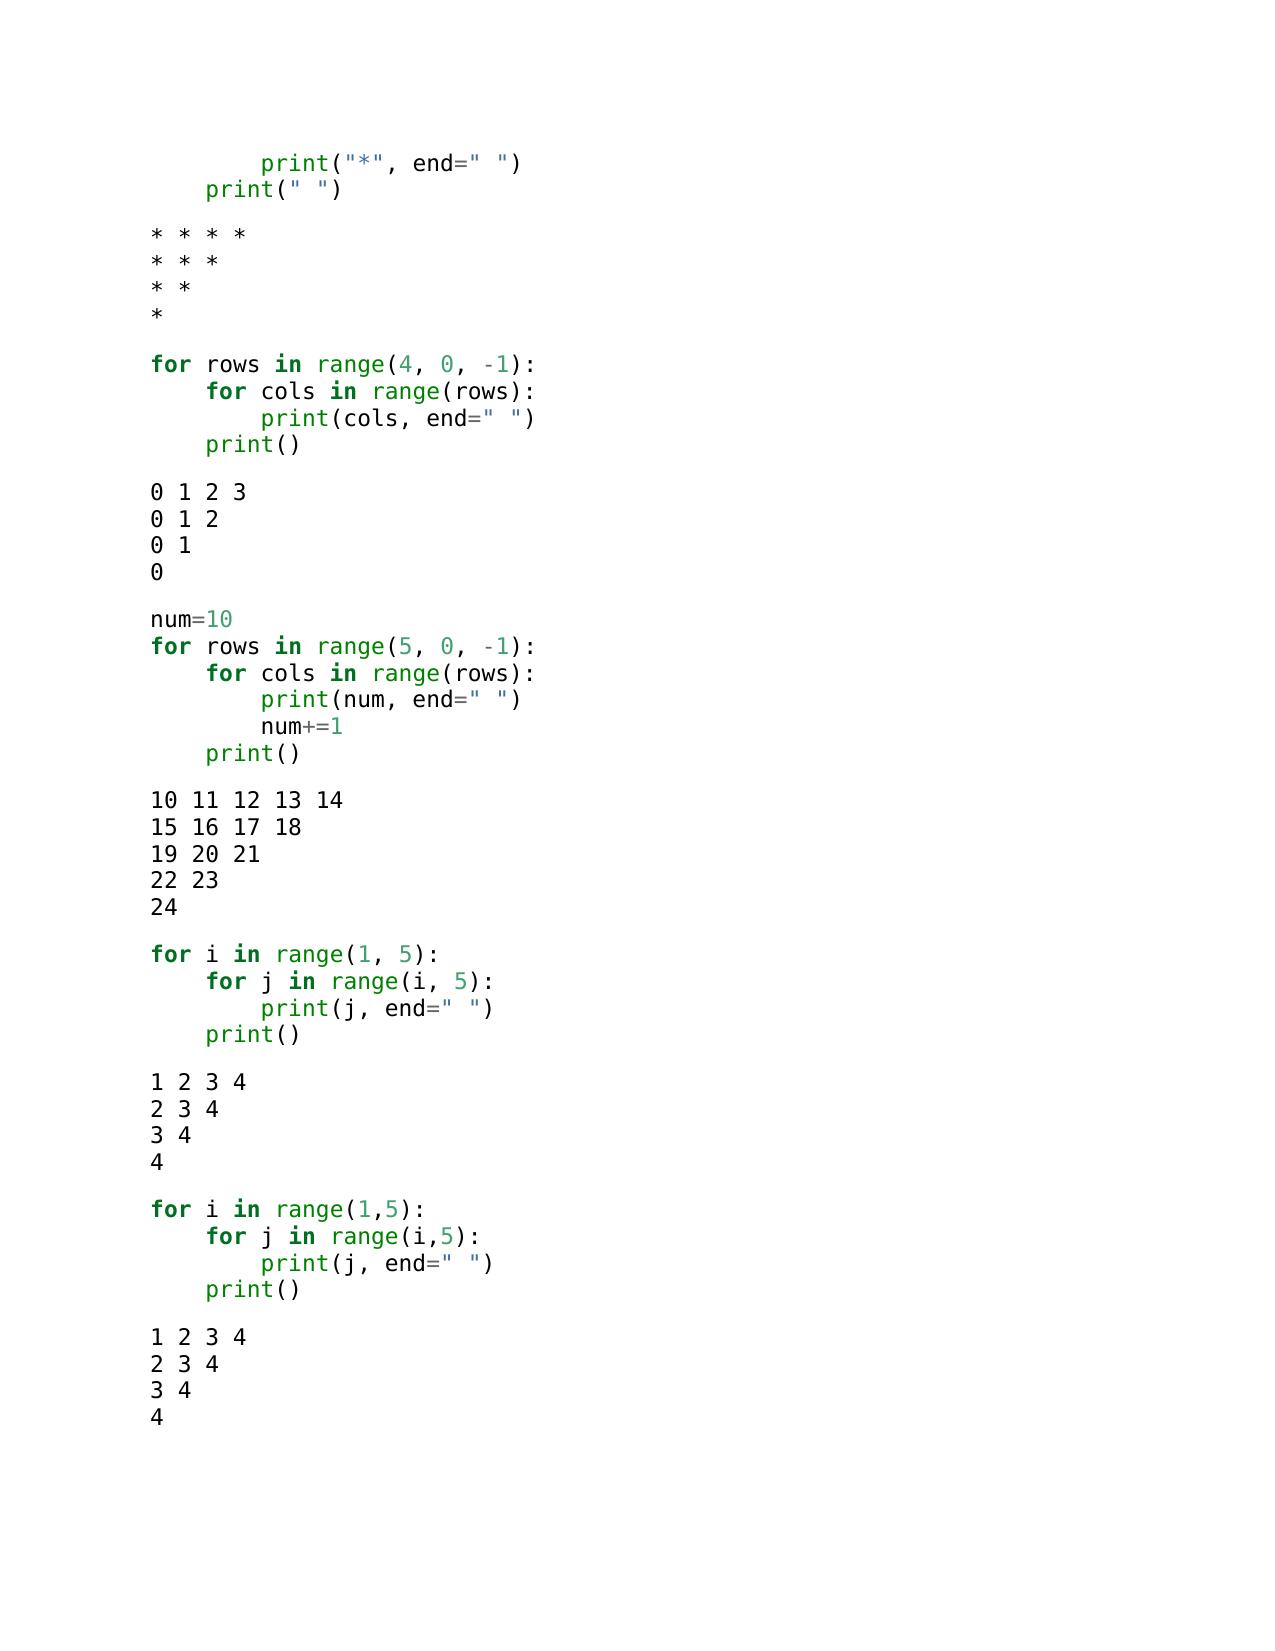 print("*", end=" ")
    print(" ")
* * * *
* * *
* *
*
for rows in range(4, 0, -1):
    for cols in range(rows):
        print(cols, end=" ")
    print()
0 1 2 3
0 1 2
0 1
0
num=10
for rows in range(5, 0, -1):
    for cols in range(rows):
        print(num, end=" ")
        num+=1
    print()
10 11 12 13 14
15 16 17 18
19 20 21
22 23
24
for i in range(1, 5):
    for j in range(i, 5):
        print(j, end=" ")
    print()
1 2 3 4
2 3 4
3 4
4
for i in range(1,5):
    for j in range(i,5):
        print(j, end=" ")
    print()
1 2 3 4
2 3 4
3 4
4